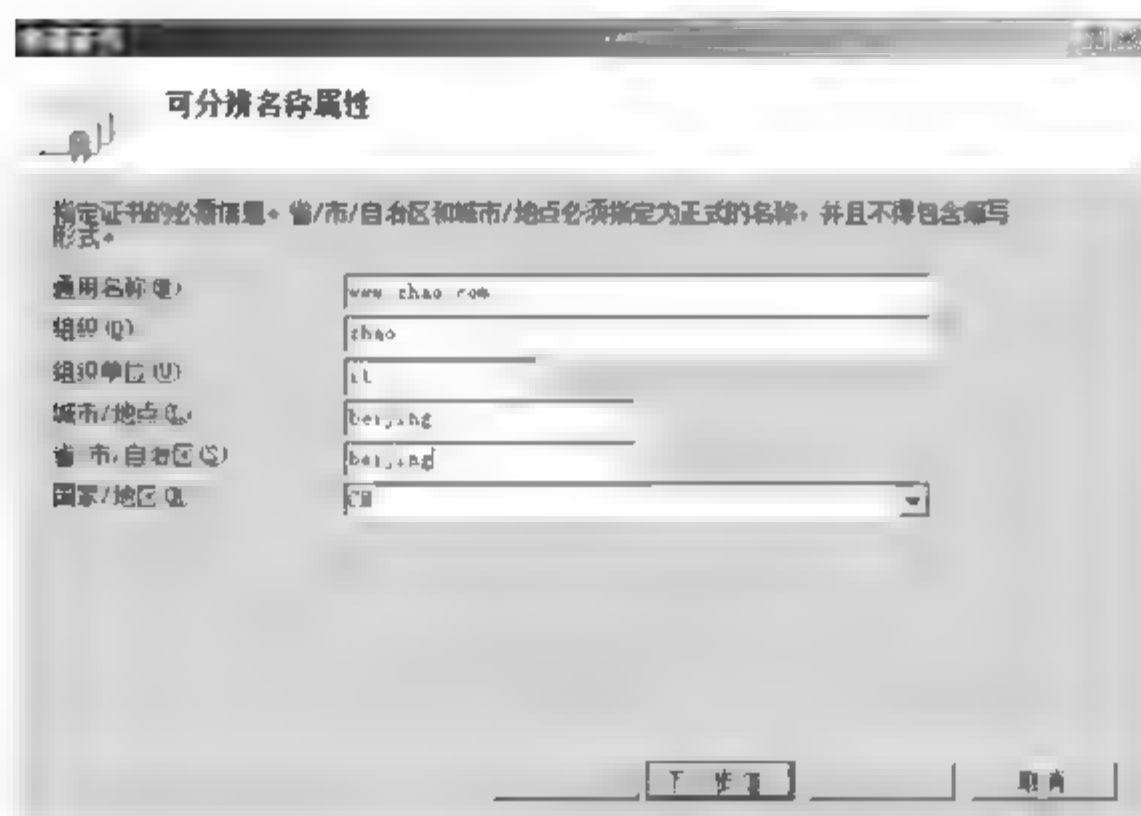 申请证书
可分辨名称属性
指定证书的必需信息。省/市/自治区和城市/地点必须指定为正式的名称，并且不得包含缩写
形式。
通用名称(M)
www zhao com
组织(O)
zhao
组织单位(U)
it
城市/地点(L)
beijing
省 市/自治区(S)
beijing
国家/地区(R)
CN
下一步(N)
取消